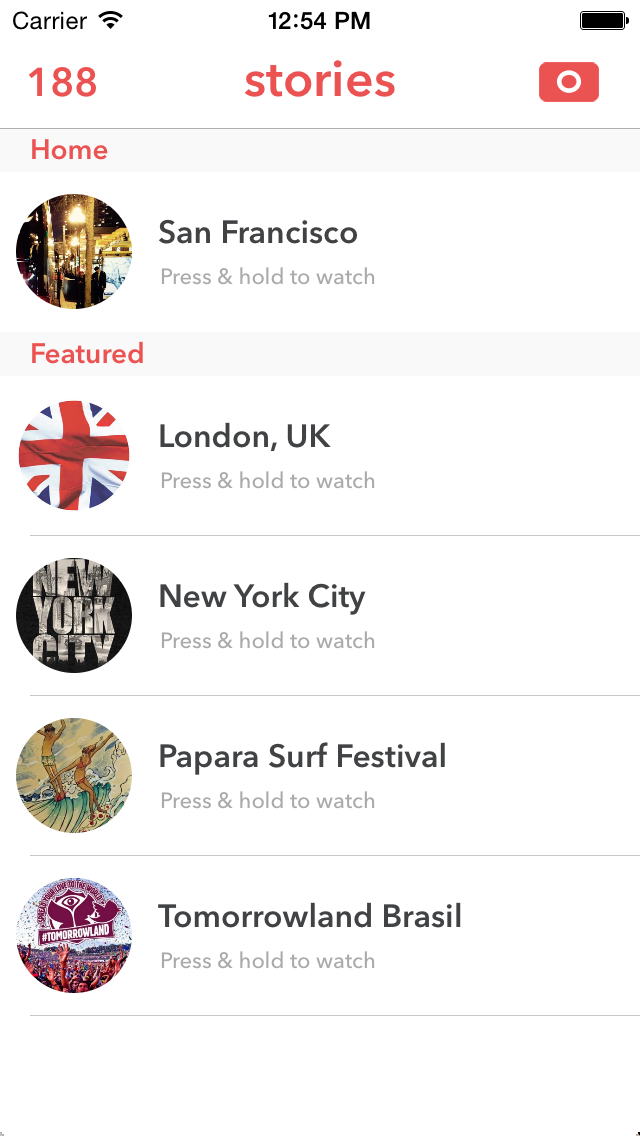 Carrier 12:54 PM
188 stories
Home
San Francisco
Press & hold to watch
Featured
London, UK
Press & hold to watch
NEW
YORK
CITY
New York City
Press & hold to watch
Papara Surf Festival
Press & hold to watch
#TOMORROWLAND
Tomorrowland Brasil
Press & hold to watch